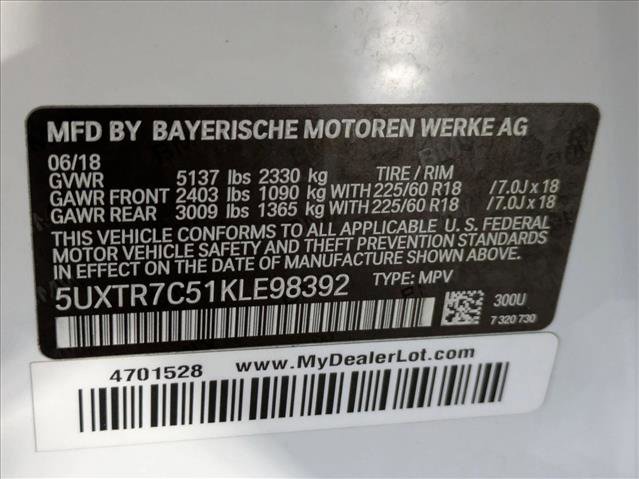 MFD BY BAYERISCHE MOTOREN WERKE AG
06/18
GVWR 5137 lbs 2330 kg TIRE / RIM
GAWR FRONT 2403 lbs 1090 kg WITH 225/60 R18 /7.0J x 18
GAWR REAR 3009 lbs 1365 kg WITH 225/60 R18 /7.0J x 18
THIS VEHICLE CONFORMS TO ALL APPLICABLE U. S. FEDERAL
MOTOR VEHICLE SAFETY AND THEFT PREVENTION STANDARDS
IN EFFECT ON THE DATE OF MANUFACTURE SHOWN ABOVE.
5UXTR7C51KLE98392 TYPE: MPV
300U
7 320 730
4701528 www.MyDealerLot.com